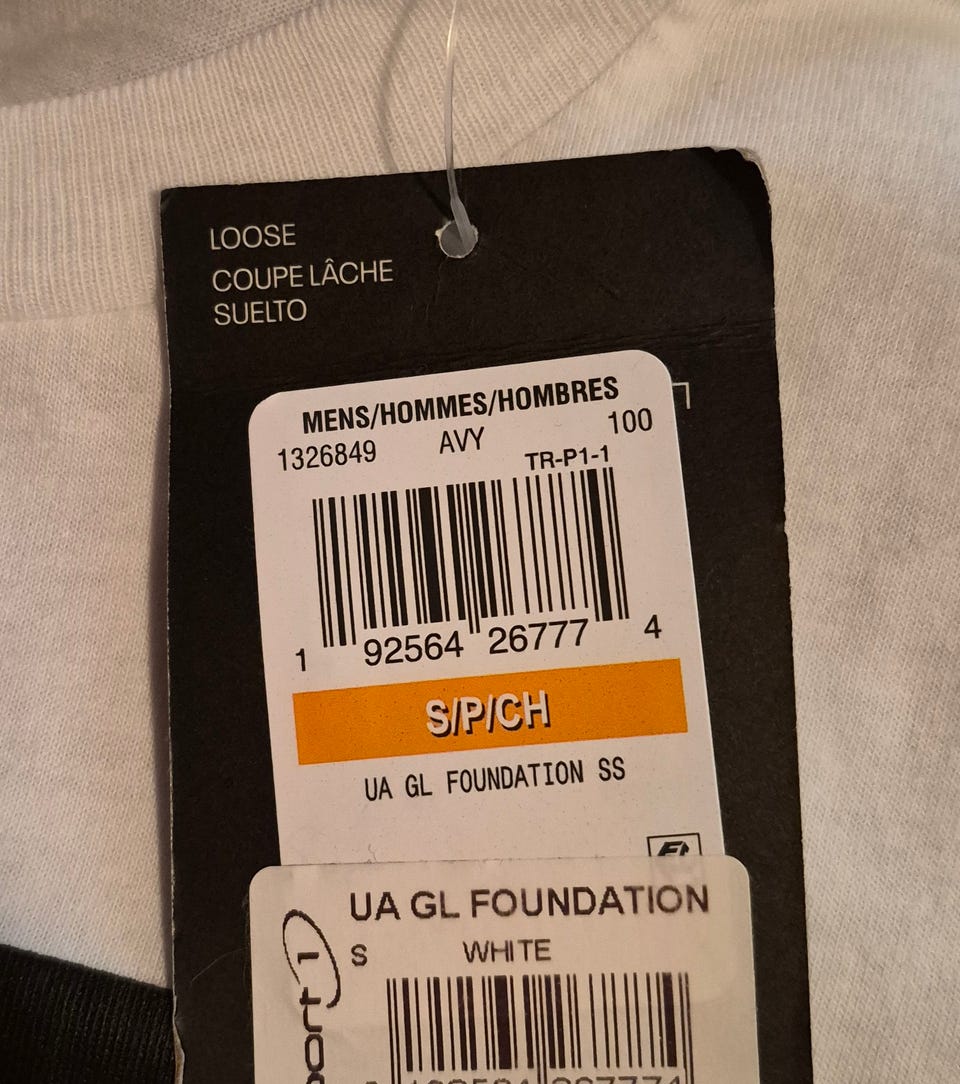 LOOSE
COUPE LÂCHE
SUELTO
MENS/HOMMES/HOMBRES
1326849 AVY 100
TR-P1-1
1 92564 26777 4
S/P/CH
UA GL FOUNDATION SS
UA GL FOUNDATION
S WHITE